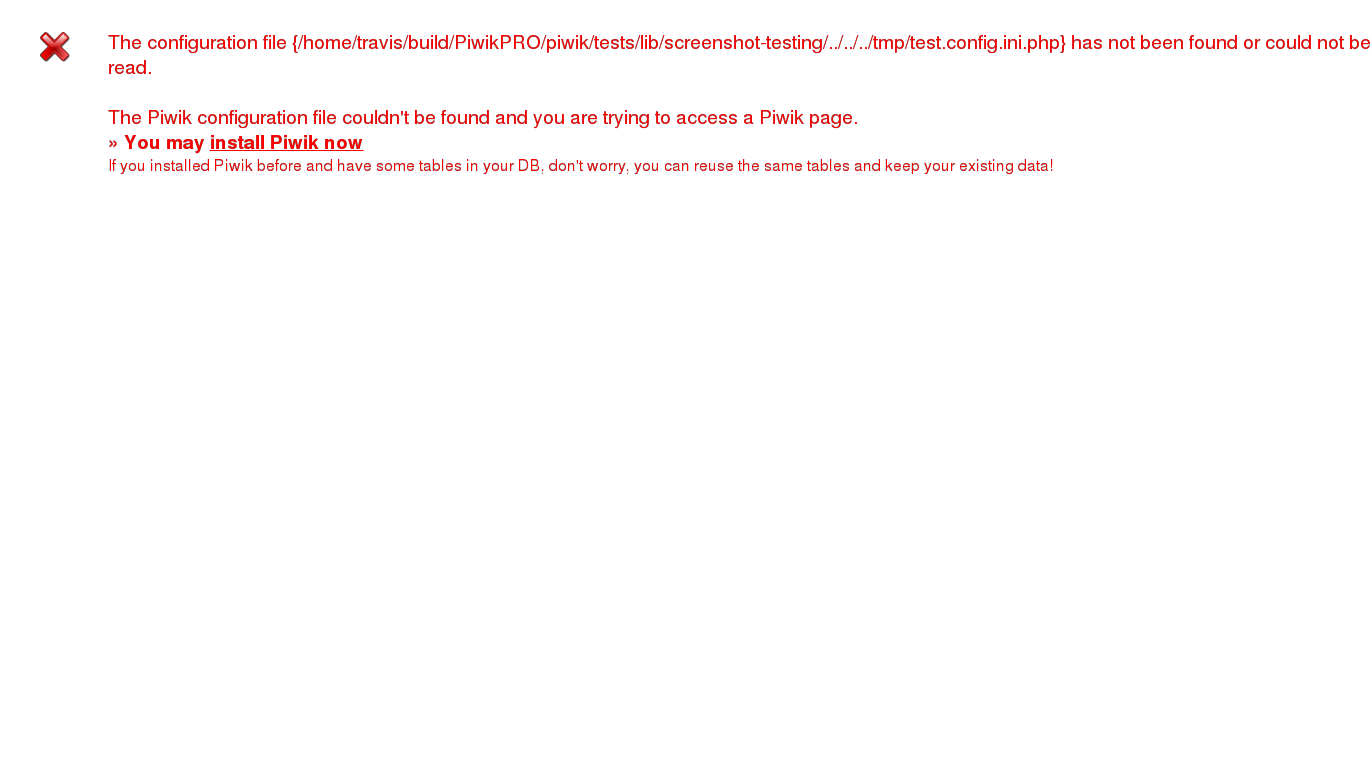 The configuration file {/home/travis/build/PiwikPRO/piwik/tests/lib/screenshot-testing/../../../tmp/test.config.ini.php} has not been found or could not be
read.
The Piwik configuration file couldn't be found and you are trying to access a Piwik page.
» You may install Piwik now
If you installed Piwik before and have some tables in your DB, don't worry, you can reuse the same tables and keep your existing data!